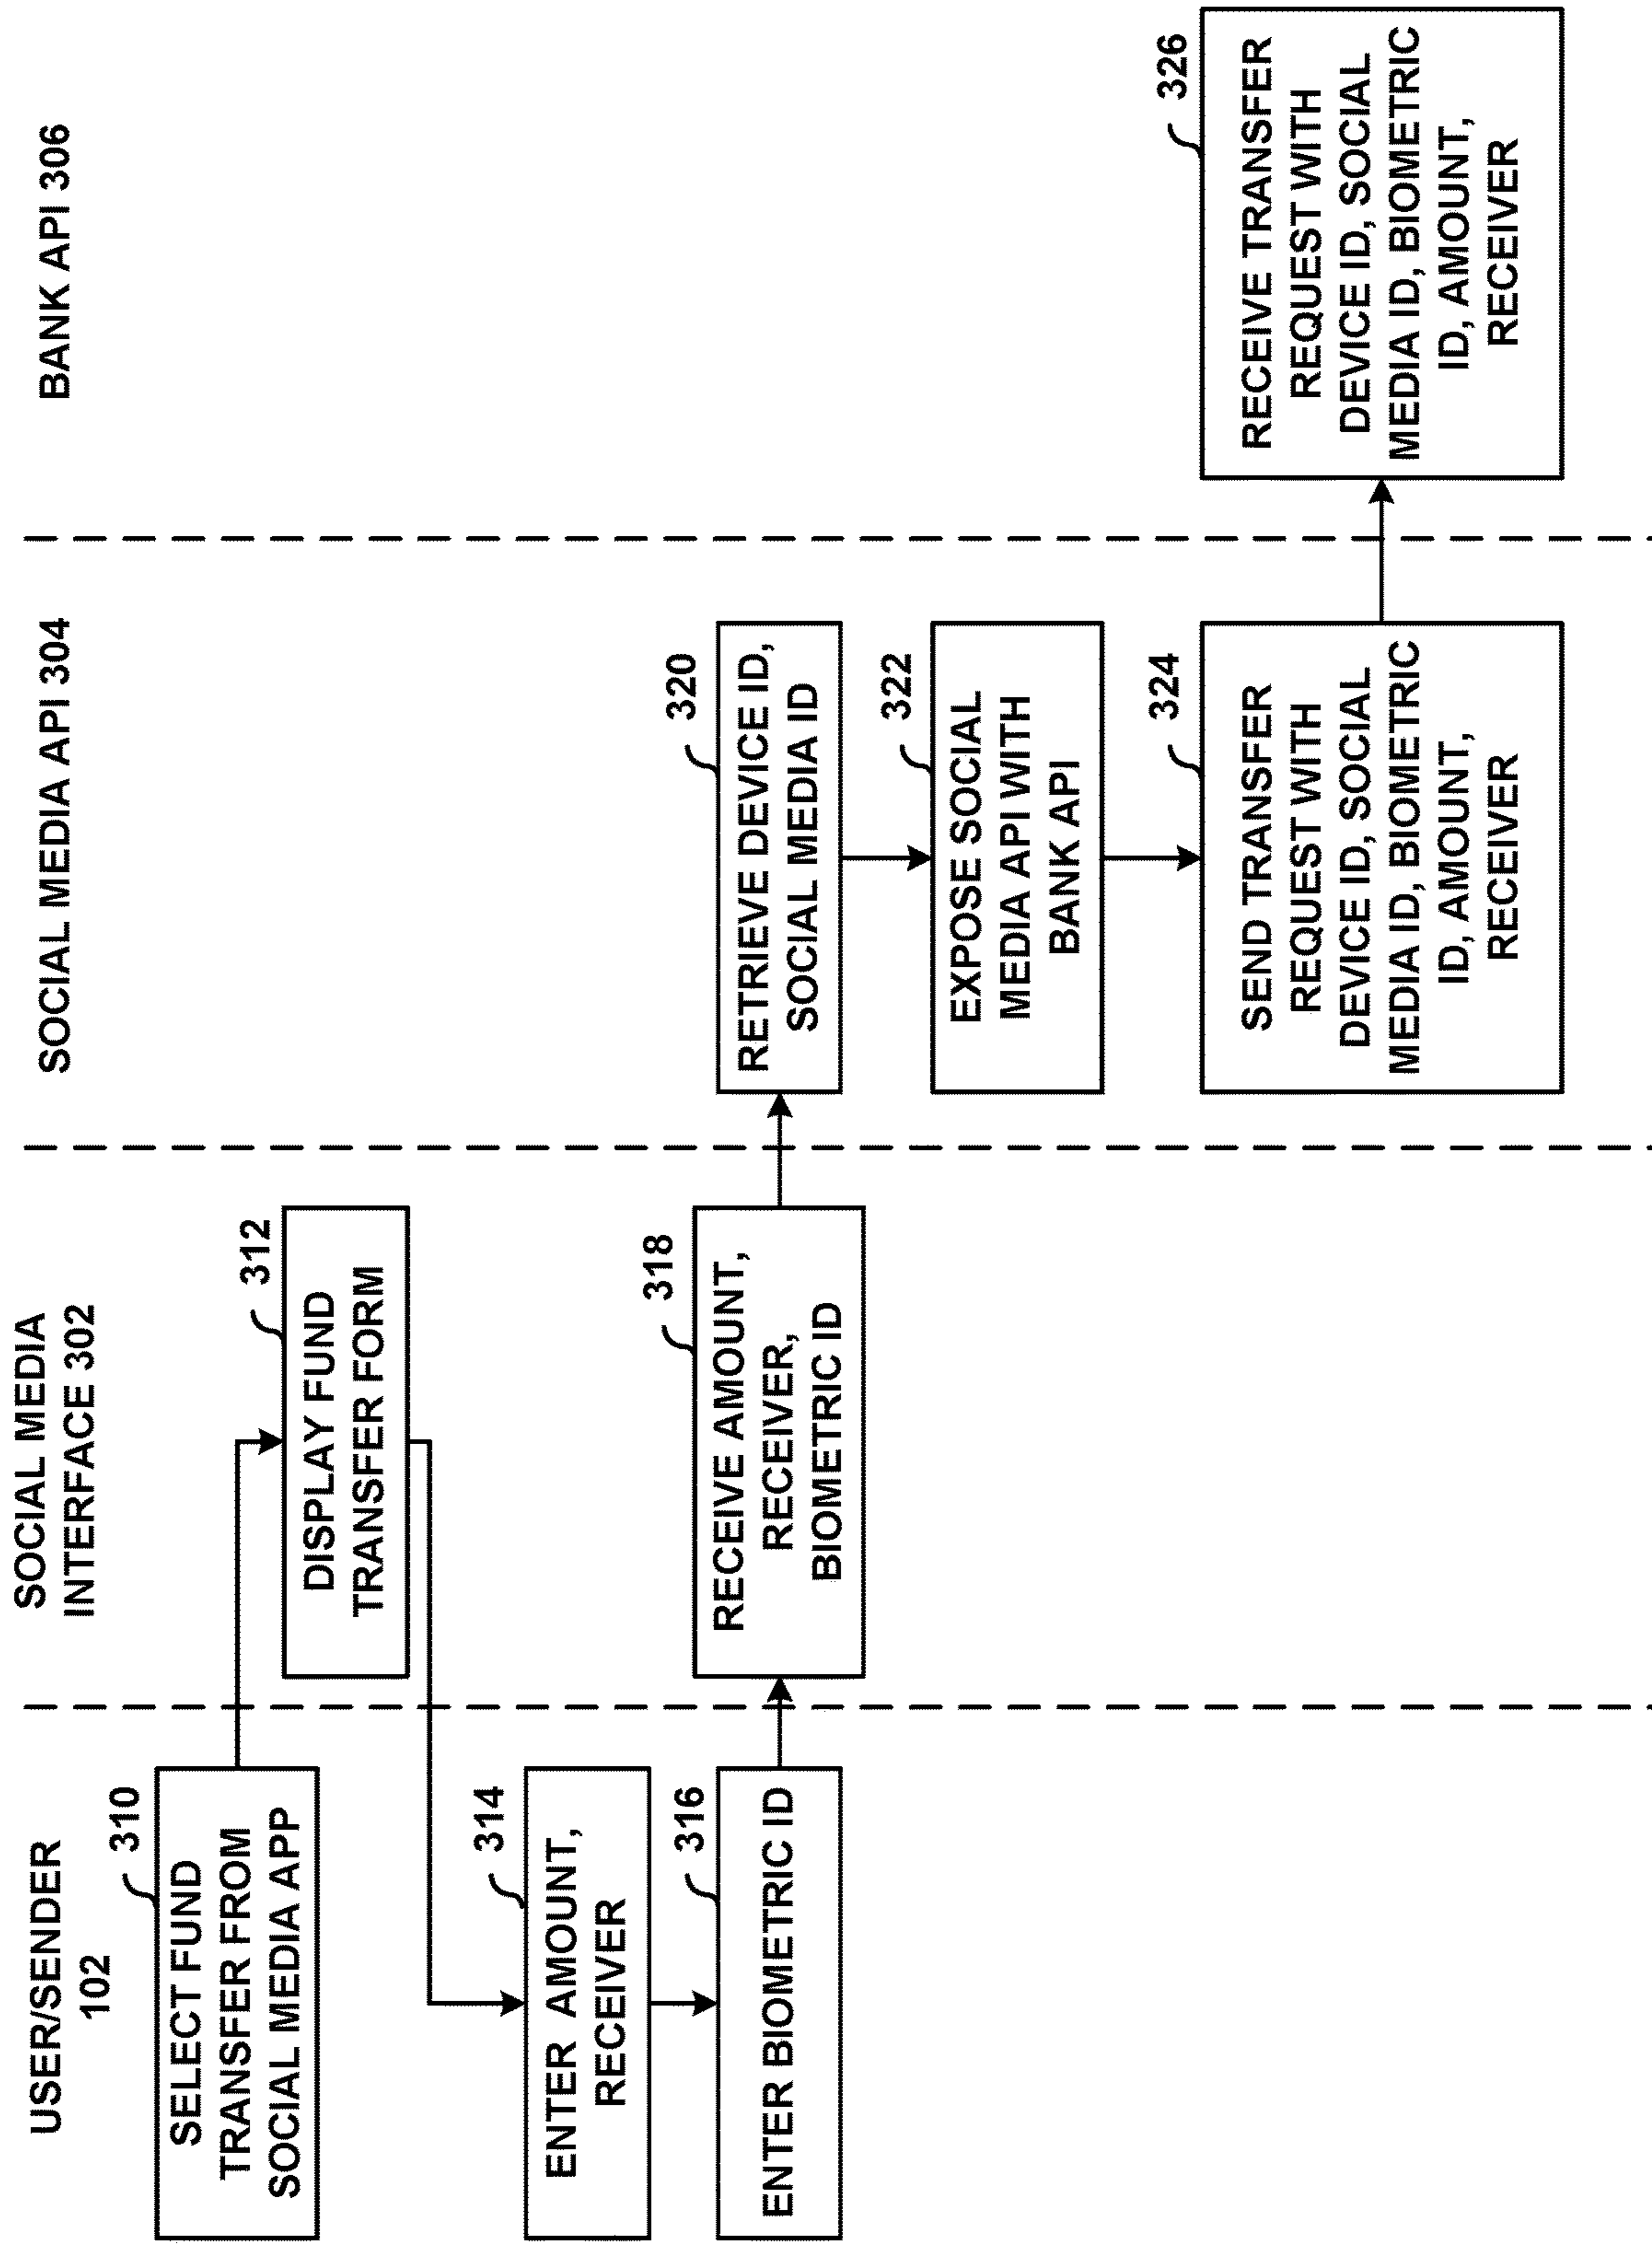 USER/SENDER
102
SOCIAL MEDIA
INTERFACE 302
SOCIAL MEDIA API 304
BANK API 306
310
SELECT FUND
TRANSFER FROM
SOCIAL MEDIA APP
312
DISPLAY FUND
TRANSFER FORM
314
ENTER AMOUNT,
RECEIVER
316
ENTER BIOMETRIC ID
318
RECEIVE AMOUNT,
RECEIVER,
BIOMETRIC ID
320
RETRIEVE DEVICE ID,
SOCIAL MEDIA ID
322
EXPOSE SOCIAL
MEDIA API WITH
BANK API
324
SEND TRANSFER
REQUEST WITH
DEVICE ID, SOCIAL
MEDIA ID, BIOMETRIC
ID, AMOUNT,
RECEIVER
326
RECEIVE TRANSFER
REQUEST WITH
DEVICE ID, SOCIAL
MEDIA ID, BIOMETRIC
ID, AMOUNT,
RECEIVER